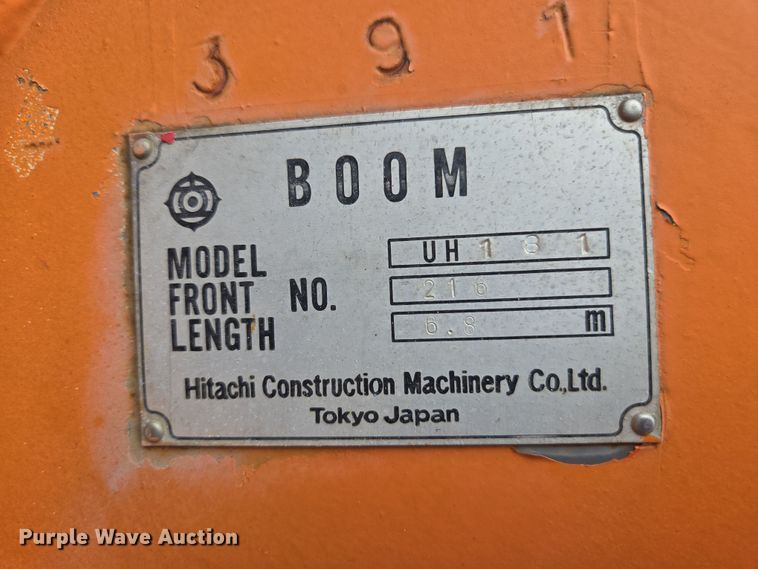 3 9 1
BOOM
MODEL UH181
FRONT NO. 216
LENGTH 6.8 m
Hitachi Construction Machinery Co.,Ltd.
Tokyo Japan
Purple Wave Auction